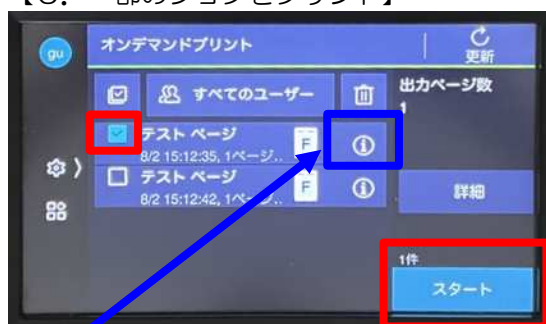 オンデマンドプリント
更新
gu
すべてのユーザー
出力ページ数
1
テスト ページ
8/2 15:12:35, 1ページ..
F
テスト ページ
8/2 15:12:42, 1ペ
F
詳細
1件
スタート